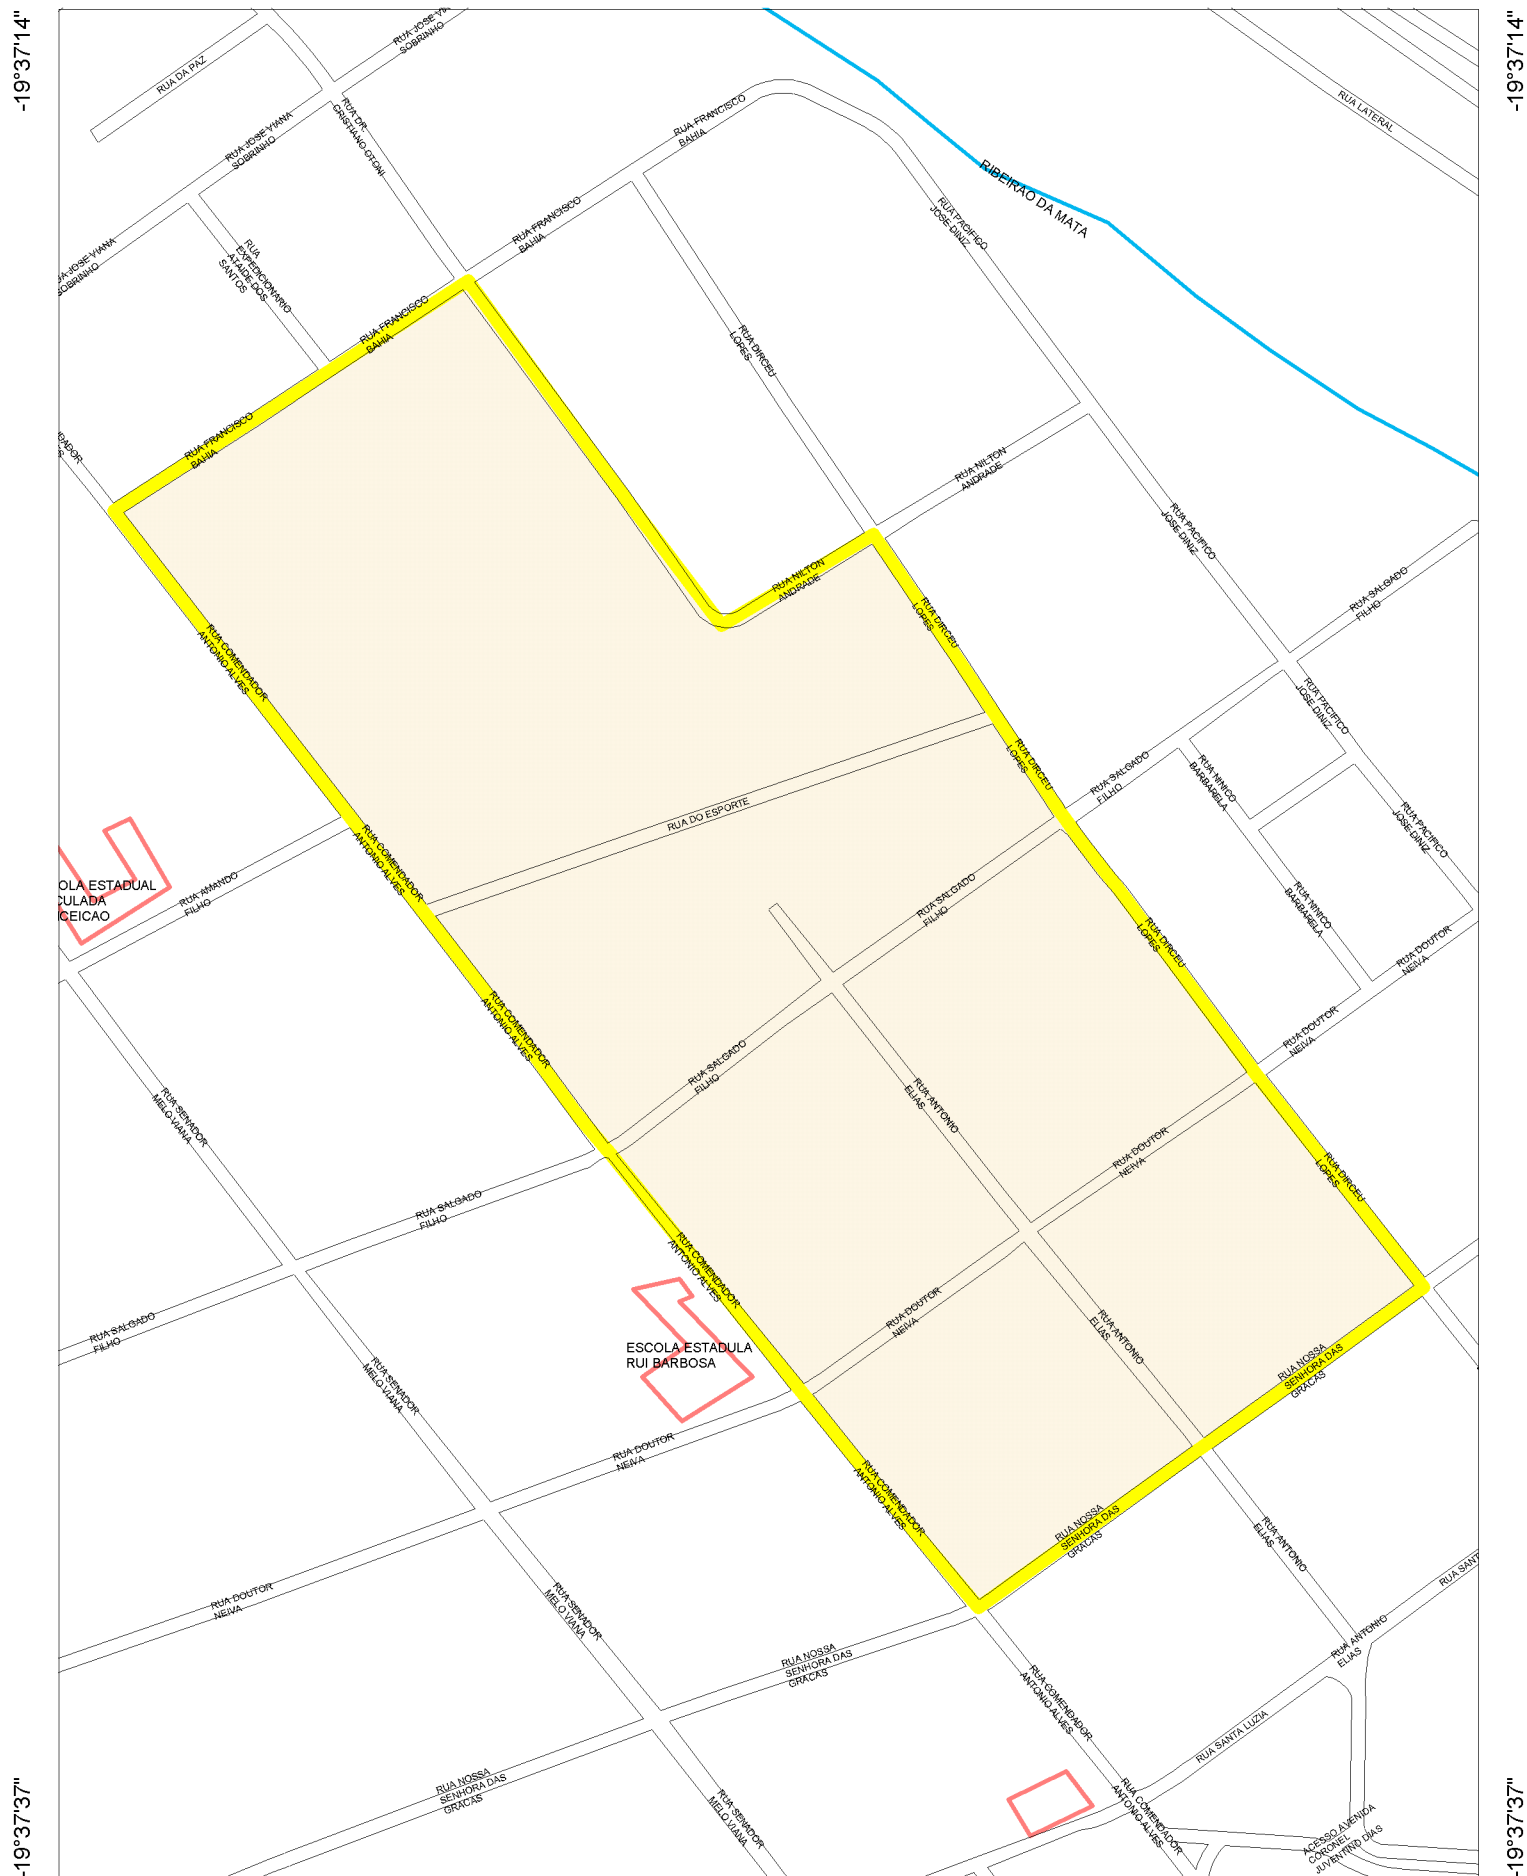 -19°37'14"
-19°37'14"
RUA JOSE
SOBRINHO
RUA DA PAZ
RUA LATERAL
RUA DR.
CRISTIANO OTONI
RUA FRANCISCO
BAHIA
RUA JOSE VIANA
SOBRINHO
RIBEIRAO DA MATA
RUA PACIFICO
JOSE DINIZ
RUA FRANCISCO
BAHIA
JOSE VIANA
SOBRINHO
RUA
EXPEDICIONARIO
ATAIDE DOS
SANTOS
RUA FRANCISCO
BAHIA
RUA DIRCEU
LOPES
RUA FRANCISCO
BAHIA
RUA NILTON
ANDRADE
RUA PACIFICO
JOSE DINIZ
RUA NILTON
ANDRADE
RUA SALGADO
FILHO
RUA DIRCEU
LOPES
RUA COMENDADOR
ANTONIO ALVES
RUA PACIFICO
JOSE DINIZ
RUA DIRCEU
LOPES
RUA SALGADO
FILHO
RUA NINICO
BARBARELA
RUA DO ESPORTE
RUA PACIFICO
JOSE DINIZ
RUA COMENDADOR
ANTONIO ALVES
OLA ESTADUAL
CULADA
CEICAO
RUA AMANDO
FILHO
RUA SALGADO
FILHO
RUA NINICO
BARBARELA
RUA DIRCEU
LOPES
RUA DOUTOR
NEIVA
RUA COMENDADOR
ANTONIO ALVES
RUA DOUTOR
NEIVA
RUA SALGADO
FILHO
RUA SENADOR
MELO VIANA
RUA ANTONIO
ELIAS
RUA DOUTOR
NEIVA
RUA DIRCEU
LOPES
RUA SALGADO
FILHO
RUA COMENDADOR
ANTONIO ALVES
RUA DOUTOR
NEIVA
RUA SALGADO
FILHO
RUA ANTONIO
ELIAS
ESCOLA ESTADULA
RUI BARBOSA
RUA NOSSA
SENHORA DAS
GRACAS
RUA SENADOR
MELO VIANA
RUA DOUTOR
NEIVA
RUA COMENDADOR
ANTONIO ALVES
RUA NOSSA
SENHORA DAS
GRACAS
RUA ANTONIO
ELIAS
RUA DOUTOR
NEIVA
RUA SENADOR
MELO VIANA
RUA SANT
RUA ANTONIO
ELIAS
RUA NOSSA
SENHORA DAS
GRACAS
RUA COMENDADOR
ANTONIO ALVES
RUA SANTA LUZIA
RUA NOSSA
SENHORA DAS
GRACAS
RUA SENADOR
MELO VIANA
RUA COMENDADOR
ANTONIO ALVES
ACESSO AVENIDA
CORONEL
JUVENTINO DIAS
-19°37'37"
-19°37'37"